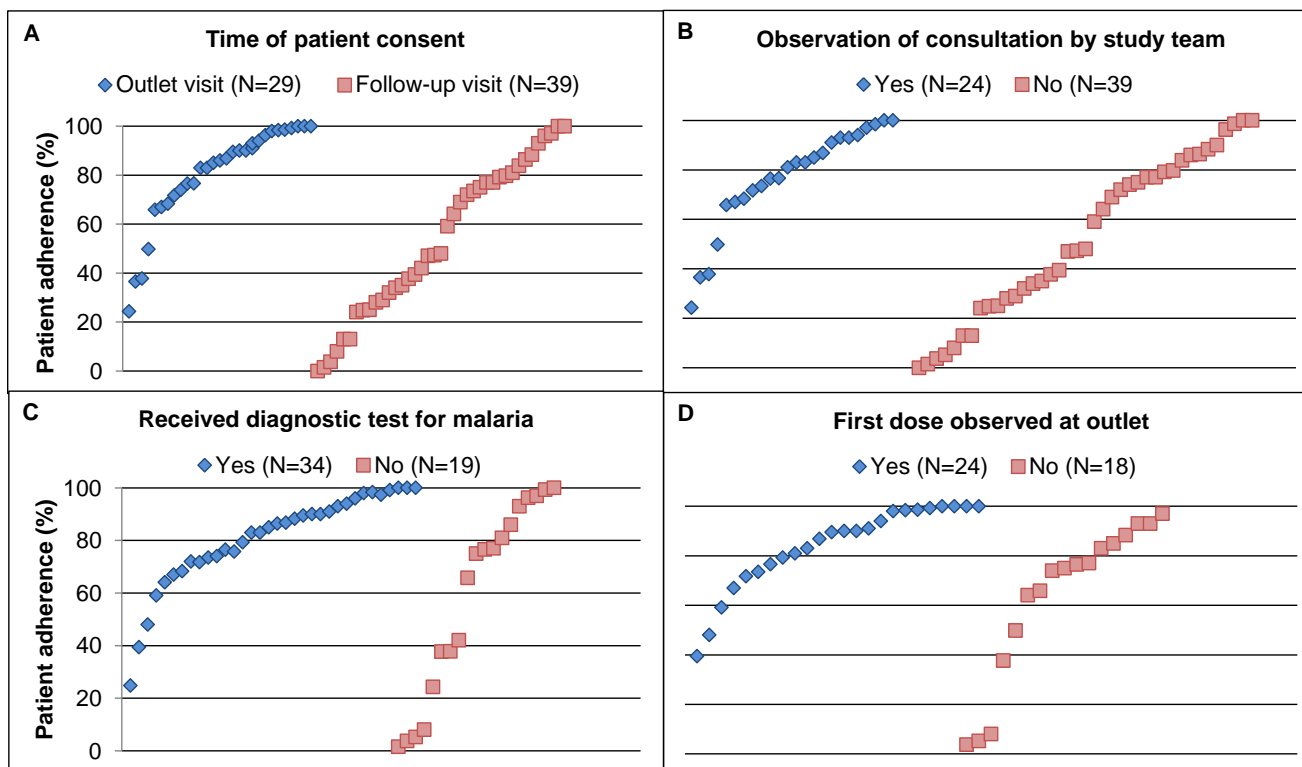 A
Time of patient consent
Outlet visit (N=29) Follow-up visit (N=39)
Patient adherence (%)
100
80
60
40
20
0
B
Observation of consultation by study team
Yes (N=24) No (N=39
C
Received diagnostic test for malaria
Yes (N=34) No (N=19)
Patient adherence (%)
100
80
60
40
20
0
D
First dose observed at outlet
Yes (N=24) No (N=18)